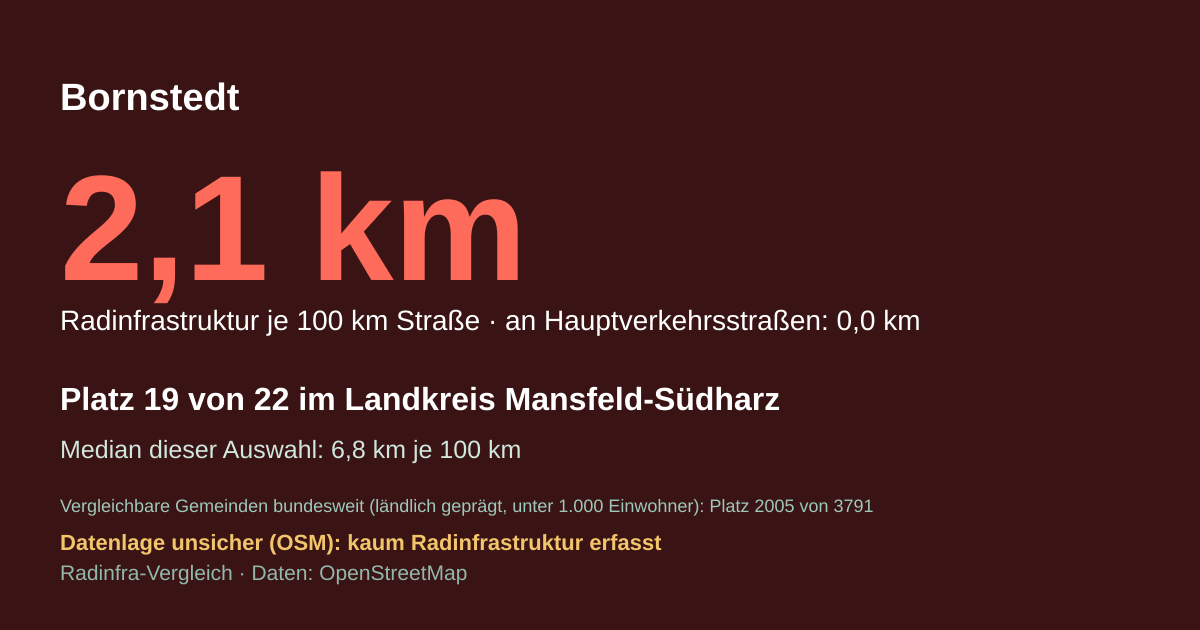 Bornstedt
2,1 km
Radinfrastruktur je 100 km Straße · an Hauptverkehrsstraßen: 0,0 km
Platz 19 von 22 im Landkreis Mansfeld-Südharz
Median dieser Auswahl: 6,8 km je 100 km
Vergleichbare Gemeinden bundesweit (ländlich geprägt, unter 1.000 Einwohner): Platz 2005 von 3791
Datenlage unsicher (OSM): kaum Radinfrastruktur erfasst
Radinfra-Vergleich · Daten: OpenStreetMap